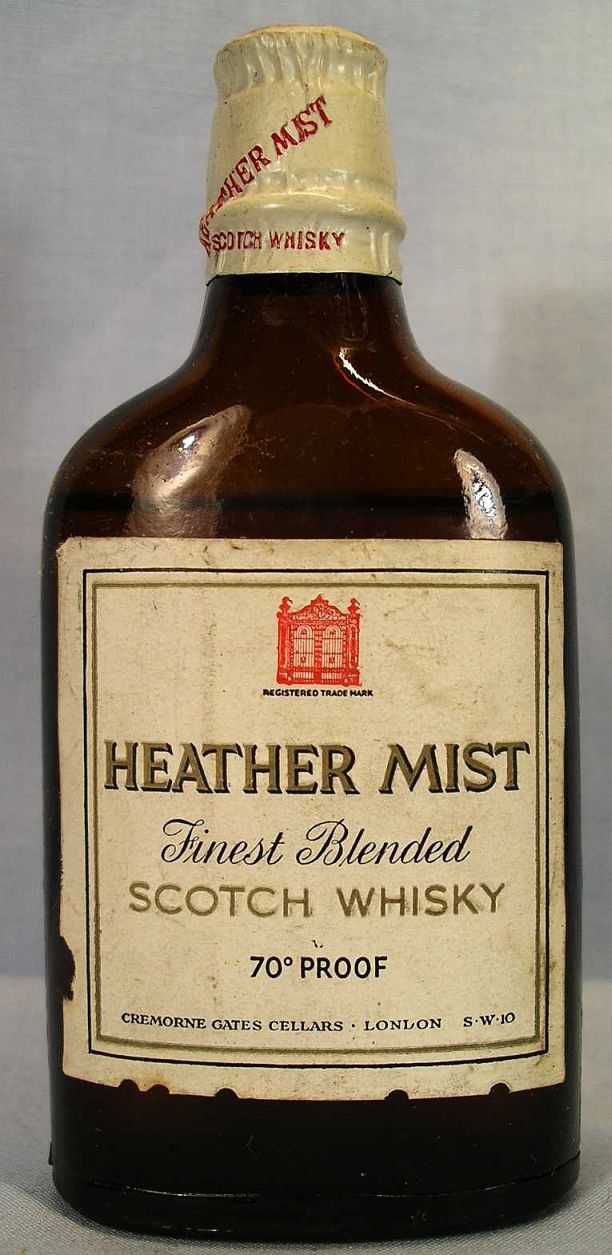 HEATHER MIST
SCOTCH WHISKY
REGISTERED TRADE MARK
HEATHER MIST
Finest Blended
SCOTCH WHISKY
70° PROOF
CREMORNE GATES CELLARS · LONLON S·W·10